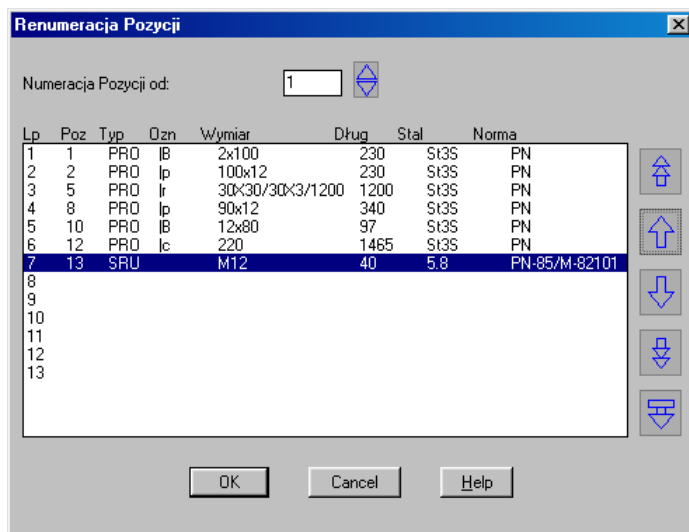 Renumeracja Pozycji
Numeracja Pozycji od: 1
Lp Poz Typ Ozn Wymiar Dług Stal Norma
1 1 PRO |B 2x100 230 St3S PN
2 2 PRO |p 100x12 230 St3S PN
3 5 PRO |r 30X30/30X3/1200 1200 St3S PN
4 8 PRO |p 90x12 340 St3S PN
5 10 PRO |B 12x80 97 St3S PN
6 12 PRO |c 220 1465 St3S PN
7 13 SRU M12 40 5.8 PN-85/M-82101
8
9
10
11
12
13
OK Cancel Help